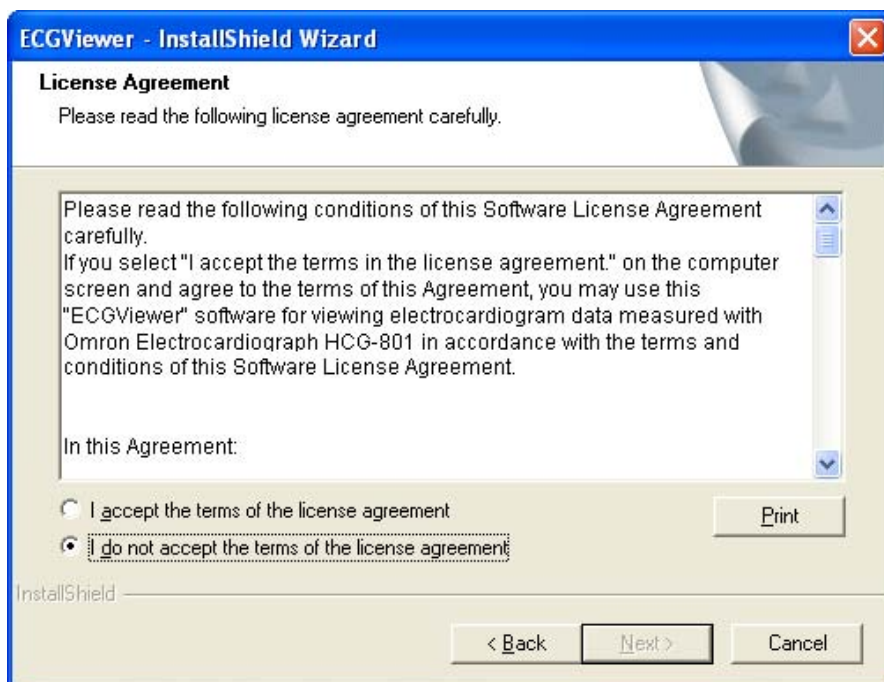 ECGViewer - InstallShield Wizard
License Agreement
Please read the following license agreement carefully.
Please read the following conditions of this Software License Agreement
carefully.
If you select "I accept the terms in the license agreement." on the computer
screen and agree to the terms of this Agreement, you may use this
"ECGViewer" software for viewing electrocardiogram data measured with
Omron Electrocardiograph HCG-801 in accordance with the terms and
conditions of this Software License Agreement.
In this Agreement:
I accept the terms of the license agreement
Print
I do not accept the terms of the license agreement
InstallShield
< Back
Next >
Cancel